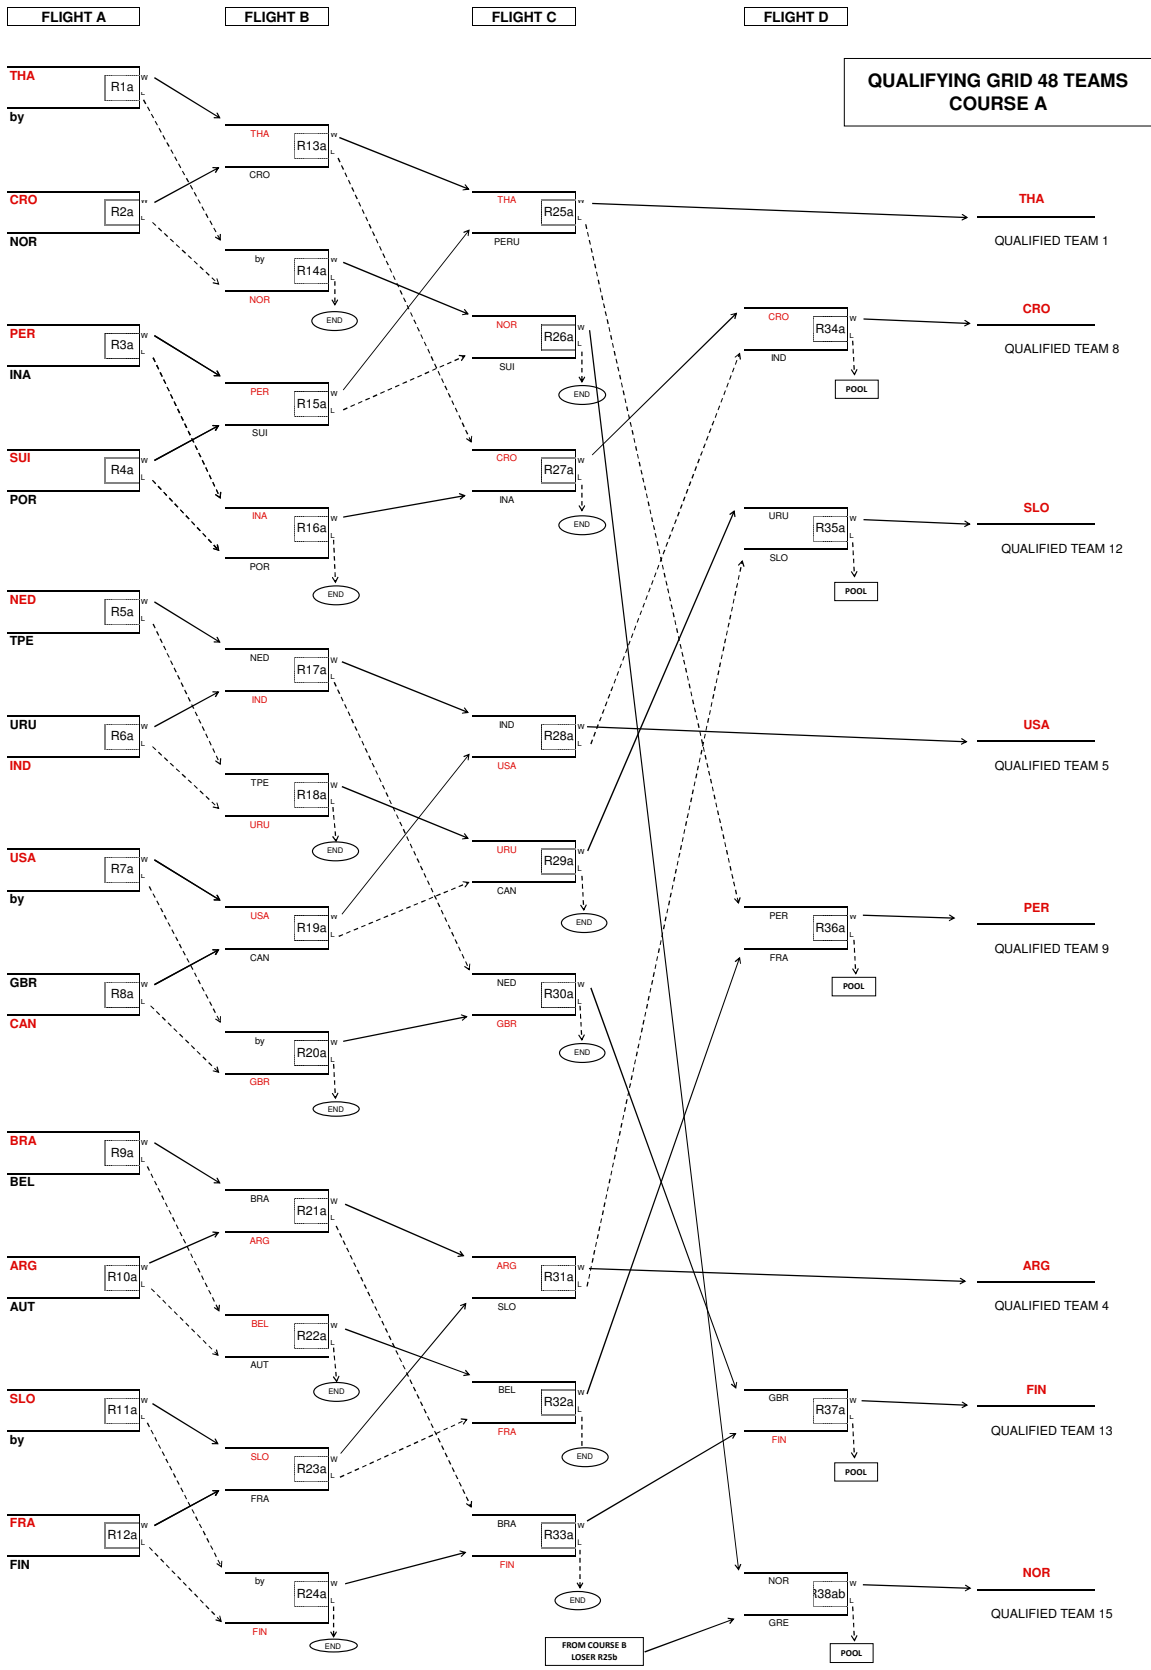 FLIGHT A
FLIGHT B
FLIGHT C
FLIGHT D
QUALIFYING GRID 48 TEAMS
COURSE A
THA
R1a
W
L
by
CRO
R2a
W
L
NOR
PER
R3a
W
L
INA
SUI
R4a
W
L
POR
NED
R5a
W
L
TPE
URU
R6a
W
L
IND
USA
R7a
W
L
by
GBR
R8a
W
L
CAN
BRA
R9a
W
L
BEL
ARG
R10a
W
L
AUT
SLO
R11a
W
L
by
FRA
R12a
W
L
FIN
THA
R13a
W
L
CRO
by
R14a
W
L
NOR
END
PER
R15a
W
L
SUI
INA
R16a
W
L
POR
END
NED
R17a
W
L
IND
TPE
R18a
W
L
URU
END
USA
R19a
W
L
CAN
by
R20a
W
L
GBR
END
BRA
R21a
W
L
ARG
BEL
R22a
W
L
AUT
END
SLO
R23a
W
L
FRA
by
R24a
W
L
FIN
END
THA
R25a
W
L
PERU
NOR
R26a
W
L
SUI
END
CRO
R27a
W
L
INA
END
IND
R28a
W
L
USA
URU
R29a
W
L
CAN
END
NED
R30a
W
L
GBR
END
ARG
R31a
W
L
SLO
BEL
R32a
W
L
FRA
END
BRA
R33a
W
L
FIN
END
FROM COURSE B
LOSER R25b
CRO
R34a
W
L
IND
POOL
URU
R35a
W
L
SLO
POOL
PER
R36a
W
L
FRA
POOL
GBR
R37a
W
L
FIN
POOL
NOR
R38ab
W
L
GRE
POOL
THA
QUALIFIED TEAM 1
CRO
QUALIFIED TEAM 8
SLO
QUALIFIED TEAM 12
USA
QUALIFIED TEAM 5
PER
QUALIFIED TEAM 9
ARG
QUALIFIED TEAM 4
FIN
QUALIFIED TEAM 13
NOR
QUALIFIED TEAM 15